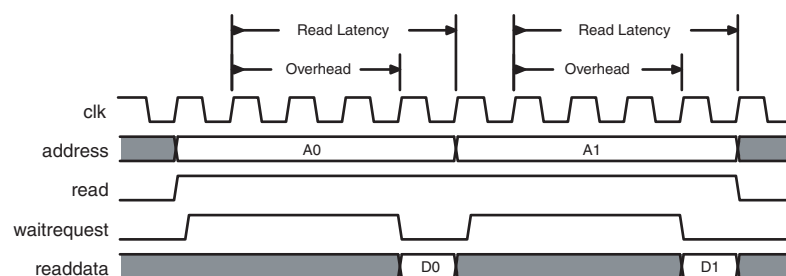 Read Latency Read Latency
Overhead Overhead
clk
address A0 A1
read
waitrequest
readdata D0 D1